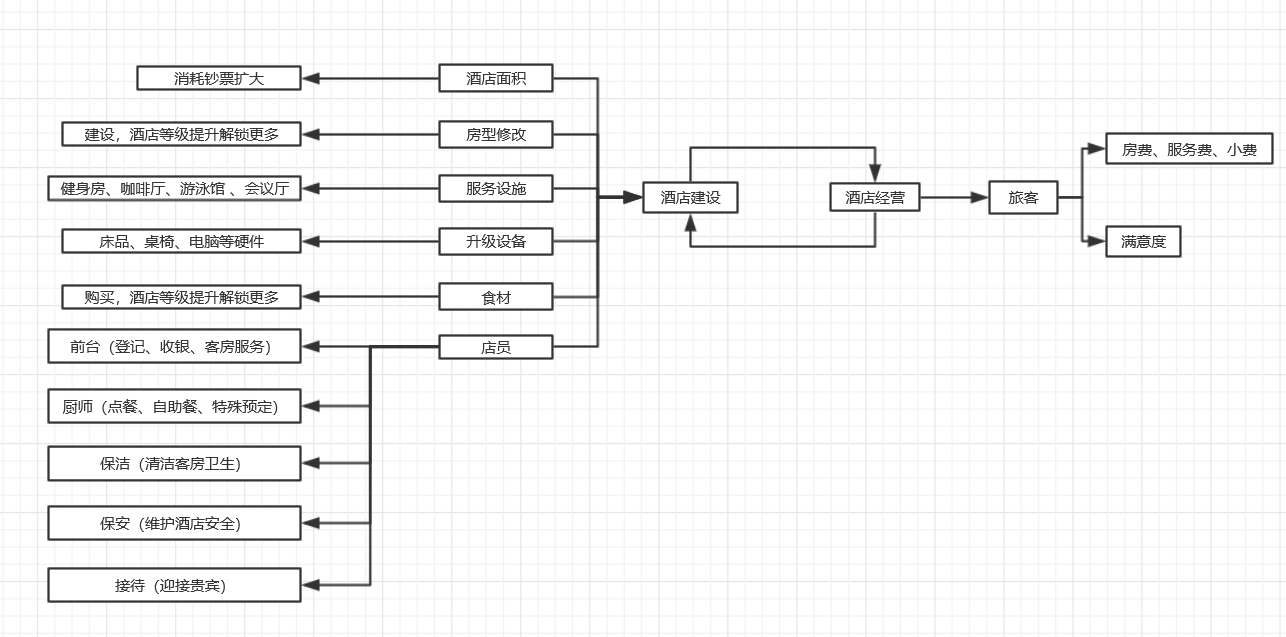 消耗钞票扩大
酒店面积
建设，酒店等级提升解锁更多
房型修改
健身房、咖啡厅、游泳馆 、会议厅
服务设施
床品、桌椅、电脑等硬件
升级设备
购买，酒店等级提升解锁更多
食材
前台（登记、收银、客房服务）
店员
厨师（点餐、自助餐、特殊预定）
保洁（清洁客房卫生）
保安（维护酒店安全）
接待（迎接贵宾）
酒店建设
酒店经营
旅客
房费、服务费、小费
满意度